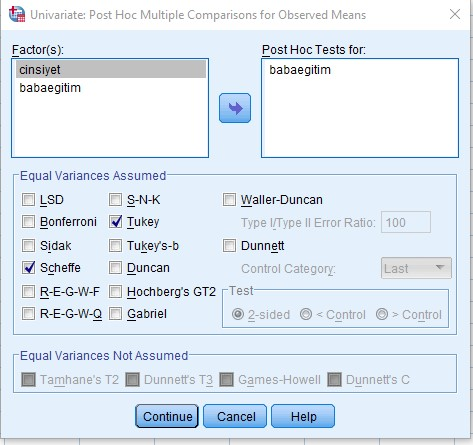 Univariate: Post Hoc Multiple Comparisons for Observed Means
Factor(s):
cinsiyet
babaegitim
Post Hoc Tests for:
babaegitim
Equal Variances Assumed
LSD
S-N-K
Waller-Duncan
Bonferroni
Tukey
Type I/Type II Error Ratio: 100
Sidak
Tukey's-b
Dunnett
Scheffe
Duncan
Control Category: Last
R-E-G-W-F
Hochberg's GT2
Test
R-E-G-W-Q
Gabriel
2-sided < Control > Control
Equal Variances Not Assumed
Tamhane's T2 Dunnett's T3 Games-Howell Dunnett's C
Continue Cancel Help